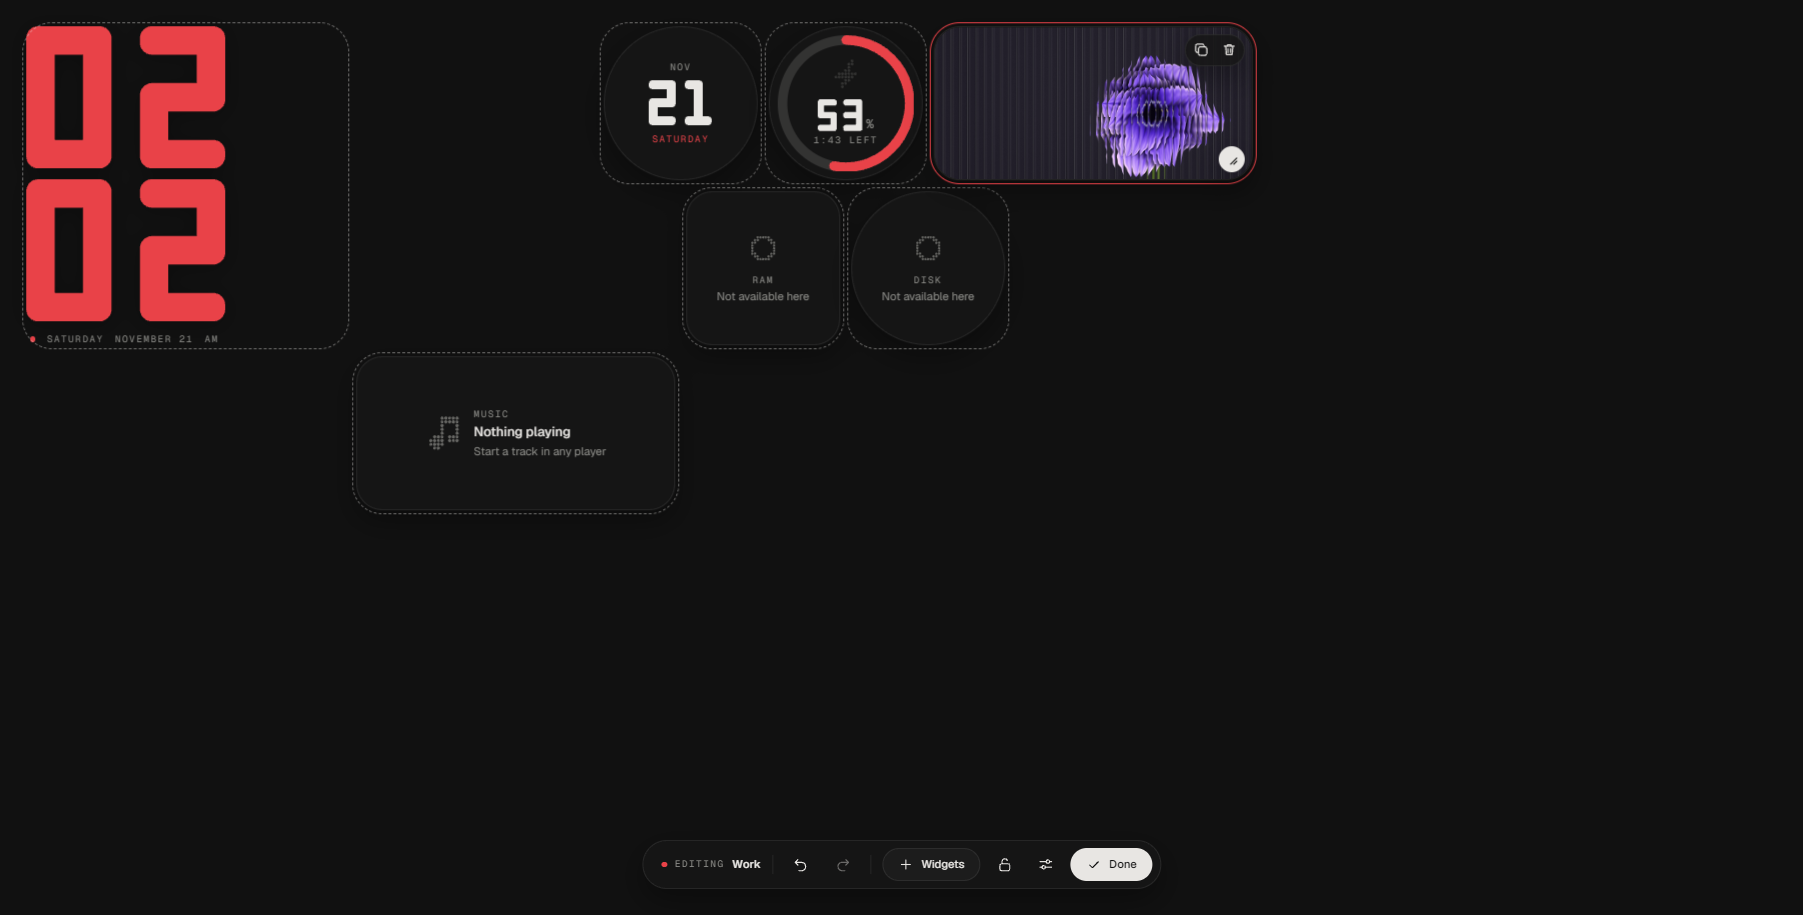 02
02
SATURDAY NOVEMBER 21 AM
NOV
21
SATURDAY
53%
1:43 LEFT
RAM
Not available here
DISK
Not available here
MUSIC
Nothing playing
Start a track in any player
EDITING Work
Widgets
Done